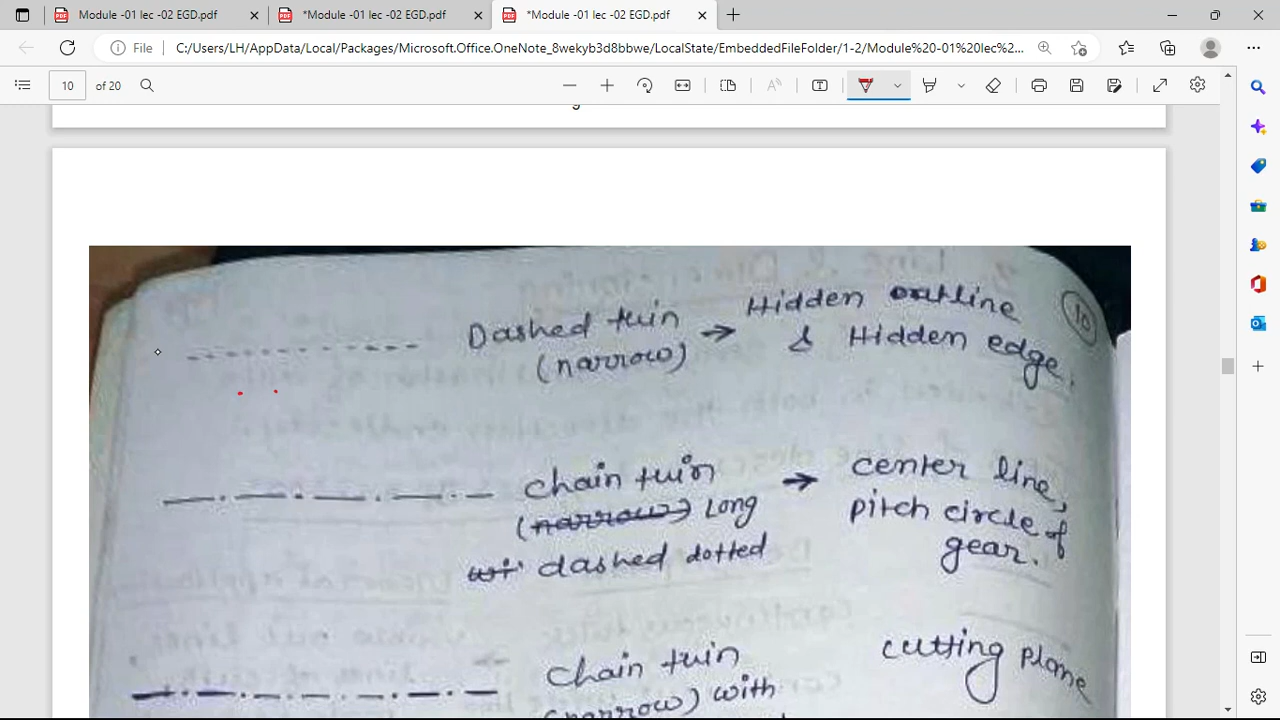 Module -01 lec -02 EGD.pdf
*Module -01 lec -02 EGD.pdf
*Module -01 lec -02 EGD.pdf
File
C:/Users/LH/AppData/Local/Packages/Microsoft.Office.OneNote_8wekyb3d8bbwe/LocalState/EmbeddedFileFolder/1-2/Module%20-01%20lec%2...
10 of 20
10
Dashed thin → Hidden outline
(narrow) & Hidden edge.
chain thin → center line,
(narrow) Long pitch circle of
wt. dashed dotted gear.
chain thin cutting plane
(narrow) with